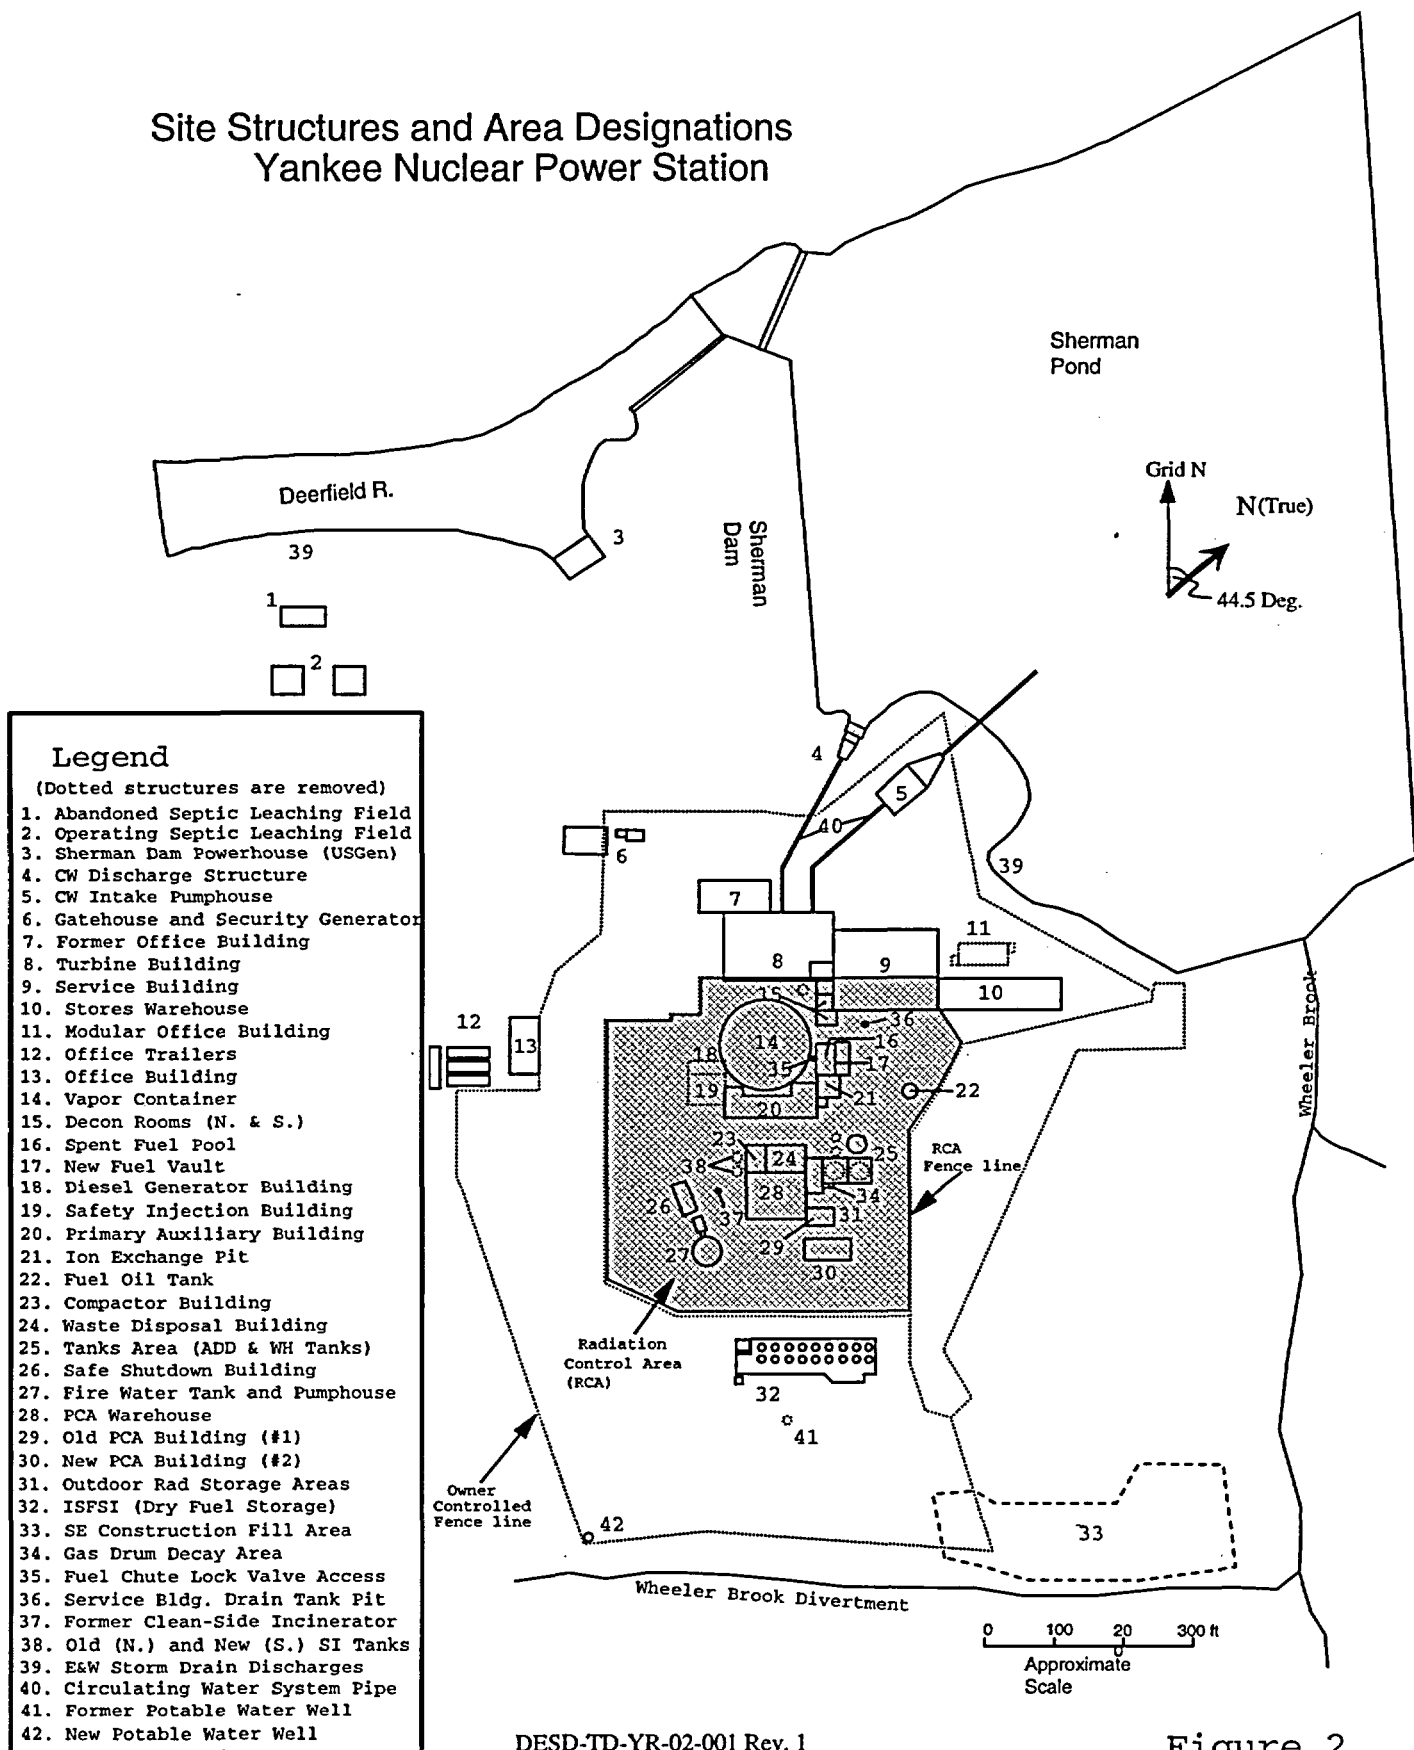 Site Structures and Area Designations
Yankee Nuclear Power Station
Sherman
Pond
Grid N
N(True)
44.5 Deg.
Deerfield R.
39
3
Sherman
Dam
1
2
4
5
40
6
39
7
8
9
11
10
12
13
15
36
14
16
18
35
17
19
21
22
20
23
24
25
38
RCA
Fence line
26
28
34
37
31
27
29
30
Radiation
Control Area
(RCA)
32
41
Owner
Controlled
Fence line
42
33
Wheeler Brook
Wheeler Brook Divertment
0 100 20 300 ft
0
Approximate
Scale
Legend
(Dotted structures are removed)
1. Abandoned Septic Leaching Field
2. Operating Septic Leaching Field
3. Sherman Dam Powerhouse (USGen)
4. CW Discharge Structure
5. CW Intake Pumphouse
6. Gatehouse and Security Generator
7. Former Office Building
8. Turbine Building
9. Service Building
10. Stores Warehouse
11. Modular Office Building
12. Office Trailers
13. Office Building
14. Vapor Container
15. Decon Rooms (N. & S.)
16. Spent Fuel Pool
17. New Fuel Vault
18. Diesel Generator Building
19. Safety Injection Building
20. Primary Auxiliary Building
21. Ion Exchange Pit
22. Fuel Oil Tank
23. Compactor Building
24. Waste Disposal Building
25. Tanks Area (ADD & WH Tanks)
26. Safe Shutdown Building
27. Fire Water Tank and Pumphouse
28. PCA Warehouse
29. Old PCA Building (#1)
30. New PCA Building (#2)
31. Outdoor Rad Storage Areas
32. ISFSI (Dry Fuel Storage)
33. SE Construction Fill Area
34. Gas Drum Decay Area
35. Fuel Chute Lock Valve Access
36. Service Bldg. Drain Tank Pit
37. Former Clean-Side Incinerator
38. Old (N.) and New (S.) SI Tanks
39. E&W Storm Drain Discharges
40. Circulating Water System Pipe
41. Former Potable Water Well
42. New Potable Water Well
DESD-TD-YR-02-001 Rev. 1
Figure 2